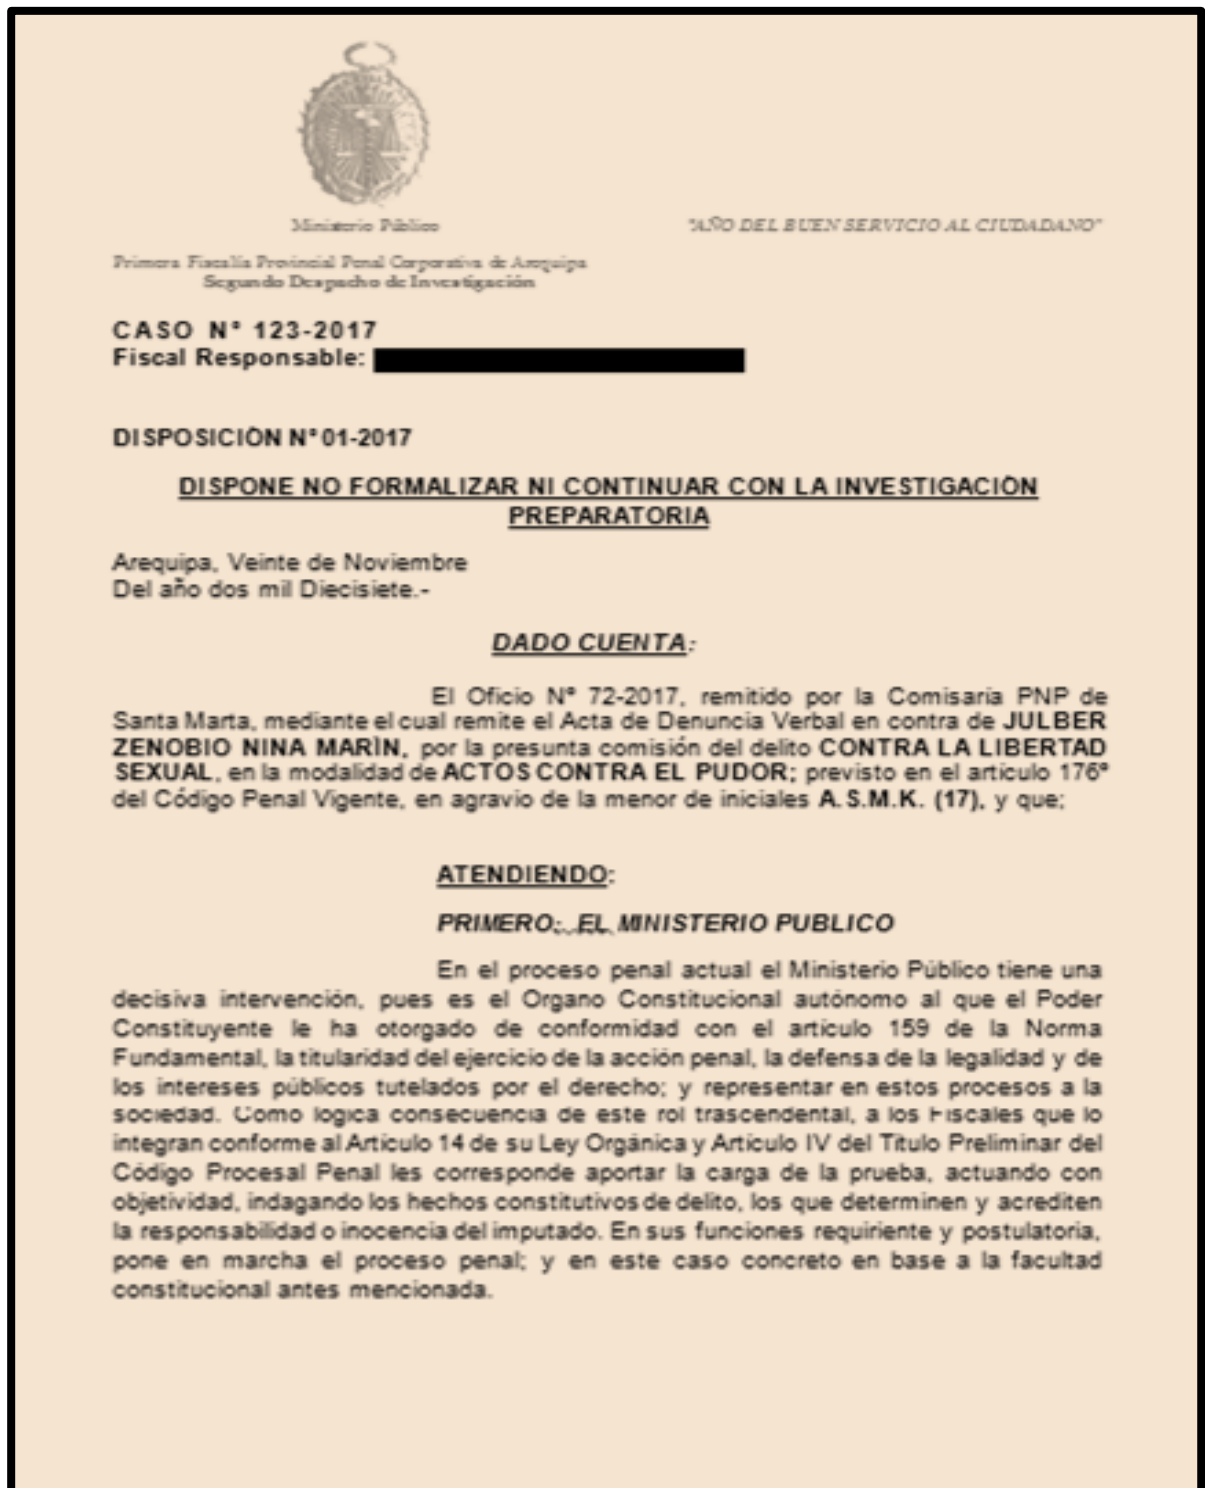 Ministerio Público
"AÑO DEL BUEN SERVICIO AL CIUDADANO"
Primera Fiscalía Provincial Penal Corporativa de Arequipa
Segundo Despacho de Investigación
CASO Nº 123-2017
Fiscal Responsable:
DISPOSICIÓN Nº 01-2017
DISPONE NO FORMALIZAR NI CONTINUAR CON LA INVESTIGACIÓN
PREPARATORIA
Arequipa, Veinte de Noviembre
Del año dos mil Diecisiete.-
DADO CUENTA:
El Oficio Nº 72-2017, remitido por la Comisaría PNP de
Santa Marta, mediante el cual remite el Acta de Denuncia Verbal en contra de JULBER
ZENOBIO NINA MARÌN, por la presunta comisión del delito CONTRA LA LIBERTAD
SEXUAL, en la modalidad de ACTOS CONTRA EL PUDOR; previsto en el artículo 176º
del Código Penal Vigente, en agravio de la menor de iniciales A.S.M.K. (17), y que;
ATENDIENDO:
PRIMERO: EL MINISTERIO PUBLICO
En el proceso penal actual el Ministerio Público tiene una
decisiva intervención, pues es el Organo Constitucional autónomo al que el Poder
Constituyente le ha otorgado de conformidad con el artículo 159 de la Norma
Fundamental, la titularidad del ejercicio de la acción penal, la defensa de la legalidad y de
los intereses públicos tutelados por el derecho; y representar en estos procesos a la
sociedad. Como lógica consecuencia de este rol trascendental, a los Fiscales que lo
integran conforme al Artículo 14 de su Ley Orgánica y Artículo IV del Título Preliminar del
Código Procesal Penal les corresponde aportar la carga de la prueba, actuando con
objetividad, indagando los hechos constitutivos de delito, los que determinen y acrediten
la responsabilidad o inocencia del imputado. En sus funciones requiriente y postulatoria,
pone en marcha el proceso penal; y en este caso concreto en base a la facultad
constitucional antes mencionada.